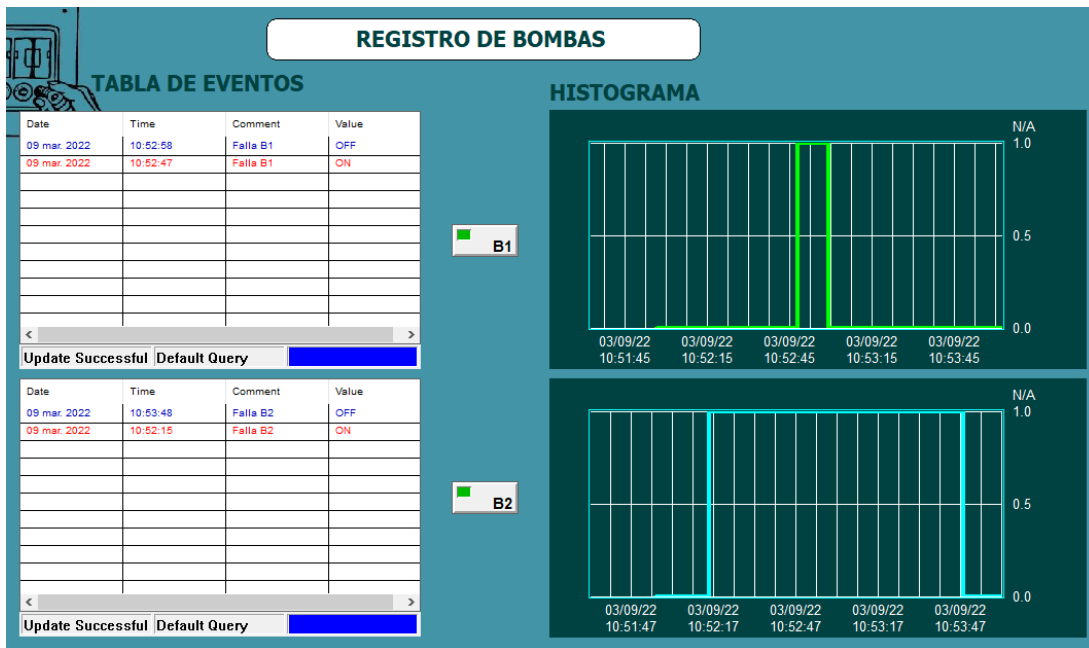 REGISTRO DE BOMBAS
TABLA DE EVENTOS
Date Time Comment Value
09 mar. 2022 10:52:58 Falla B1 OFF
09 mar. 2022 10:52:47 Falla B1 ON
Update Successful Default Query
B1
HISTOGRAMA
N/A
1.0
0.5
0.0
03/09/22 03/09/22 03/09/22 03/09/22 03/09/22
10:51:45 10:52:15 10:52:45 10:53:15 10:53:45
Date Time Comment Value
09 mar. 2022 10:53:48 Falla B2 OFF
09 mar. 2022 10:52:15 Falla B2 ON
Update Successful Default Query
B2
N/A
1.0
0.5
0.0
03/09/22 03/09/22 03/09/22 03/09/22 03/09/22
10:51:47 10:52:17 10:52:47 10:53:17 10:53:47